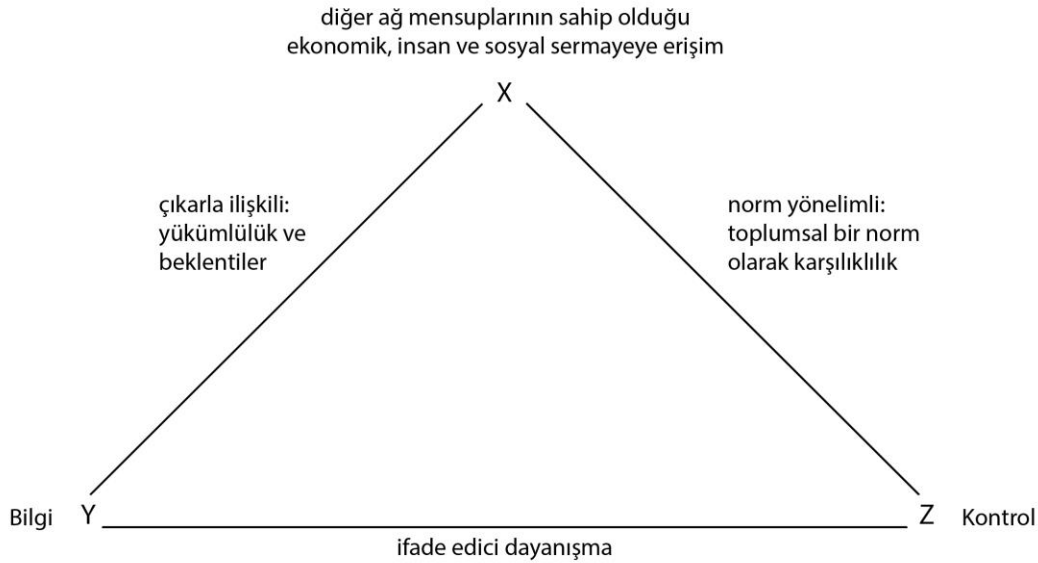 diğer ağ mensuplarının sahip olduğu
ekonomik, insan ve sosyal sermayeye erişim
X
çıkarla ilişkili:
yükümlülük ve
beklentiler
norm yönelimli:
toplumsal bir norm
olarak karşılıklılık
Bilgi Y
Z Kontrol
ifade edici dayanışma